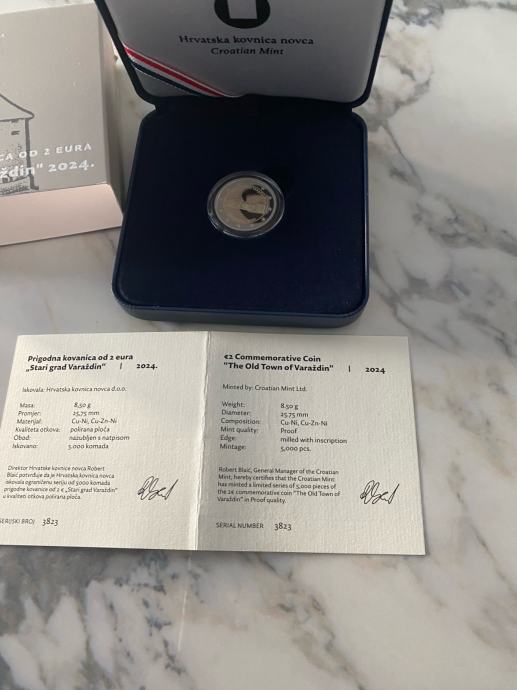 Hrvatska kovnica novca
Croatian Mint
CA OD 2 EURA
ždin" 2024.
Prigodna kovanica od 2 eura
„Stari grad Varaždin" | 2024.
Iskovala: Hrvatska kovnica novca d.o.o.
Masa: 8,50 g
Promjer: 25,75 mm
Materijal: Cu-Ni, Cu-Zn-Ni
Kvaliteta otkova: polirana ploča
Obod: nazubljen s natpisom
Iskovano: 5.000 komada
Direktor Hrvatske kovnice novca Robert
Blaić potvrđuje da je Hrvatska kovnica novca
okovala ograničenu seriju od 5000 komada
prigodne kovanice od 2 € „Stari grad Varaždin"
u kvaliteti otkova polirana ploča.
SERIJSKI BROJ 3823
€2 Commemorative Coin
"The Old Town of Varaždin" | 2024
Minted by: Croatian Mint Ltd.
Weight: 8.50 g
Diameter: 25.75 mm
Composition: Cu-Ni, Cu-Zn-Ni
Mint quality: Proof
Edge: milled with inscription
Mintage: 5,000 pcs.
Robert Blaić, General Manager of the Croatian
Mint, hereby certifies that the Croatian Mint
has minted a limited series of 5,000 pieces of
the 2€ commemorative coin "The Old Town of
Varaždin" in Proof quality.
SERIAL NUMBER 3823